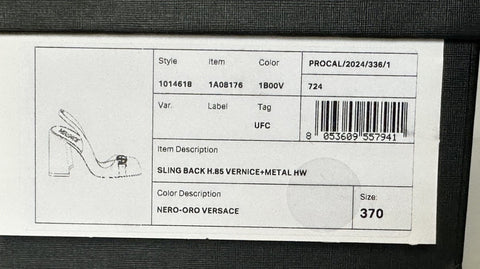 Style Item Color PROCAL/2024/336/1
1014618 1A08176 1B00V 724
Var. Label Tag
UFC
8 053609 557941
Item Description
SLING BACK H.85 VERNICE+METAL HW
Color Description Size:
NERO-ORO VERSACE 370